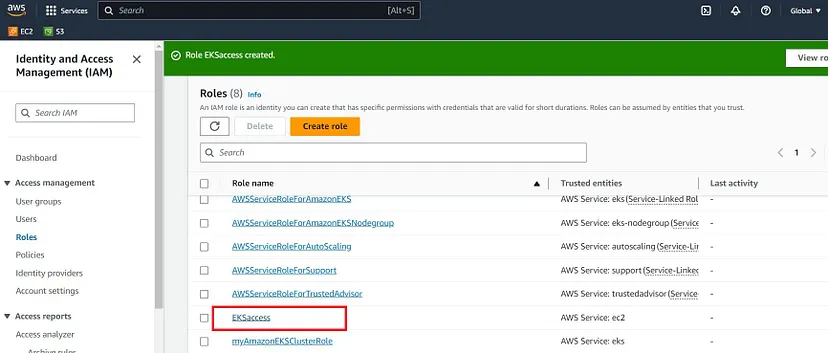 aws Services Search [Alt+S] Global
EC2 S3
Identity and Access Management (IAM)
Search IAM
Dashboard
Access management
User groups
Users
Roles
Policies
Identity providers
Account settings
Access reports
Access analyzer
Archive rules
Role EKSaccess created.
View ro
Roles (8) Info
An IAM role is an identity you can create that has specific permissions with credentials that are valid for short durations. Roles can be assumed by entities that you trust.
Delete Create role
Search
1
Role name Trusted entities Last activity
AWSServiceRoleForAmazonEKS AWS Service: eks (Service-Linked Rol -
AWSServiceRoleForAmazonEKSNodegroup AWS Service: eks-nodegroup (Service -
AWSServiceRoleForAutoScaling AWS Service: autoscaling (Service-Lin -
AWSServiceRoleForSupport AWS Service: support (Service-Linked -
AWSServiceRoleForTrustedAdvisor AWS Service: trustedadvisor (Service -
EKSaccess AWS Service: ec2 -
myAmazonEKSClusterRole AWS Service: eks -